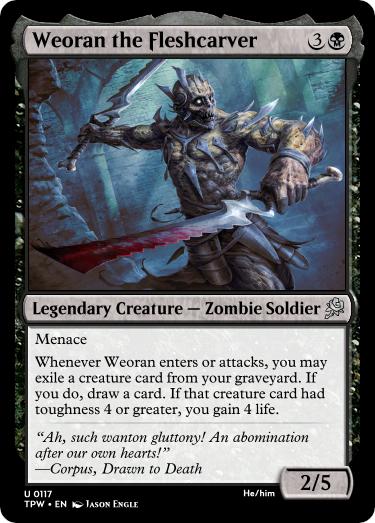 Weoran the Fleshcarver 3
Legendary Creature — Zombie Soldier
Menace
Whenever Weoran enters or attacks, you may
exile a creature card from your graveyard. If
you do, draw a card. If that creature card had
toughness 4 or greater, you gain 4 life.
“Ah, such wanton gluttony! An abomination
after our own hearts!”
—Corpus, Drawn to Death
2/5
U 0117 He/him
TPW • EN Jason Engle